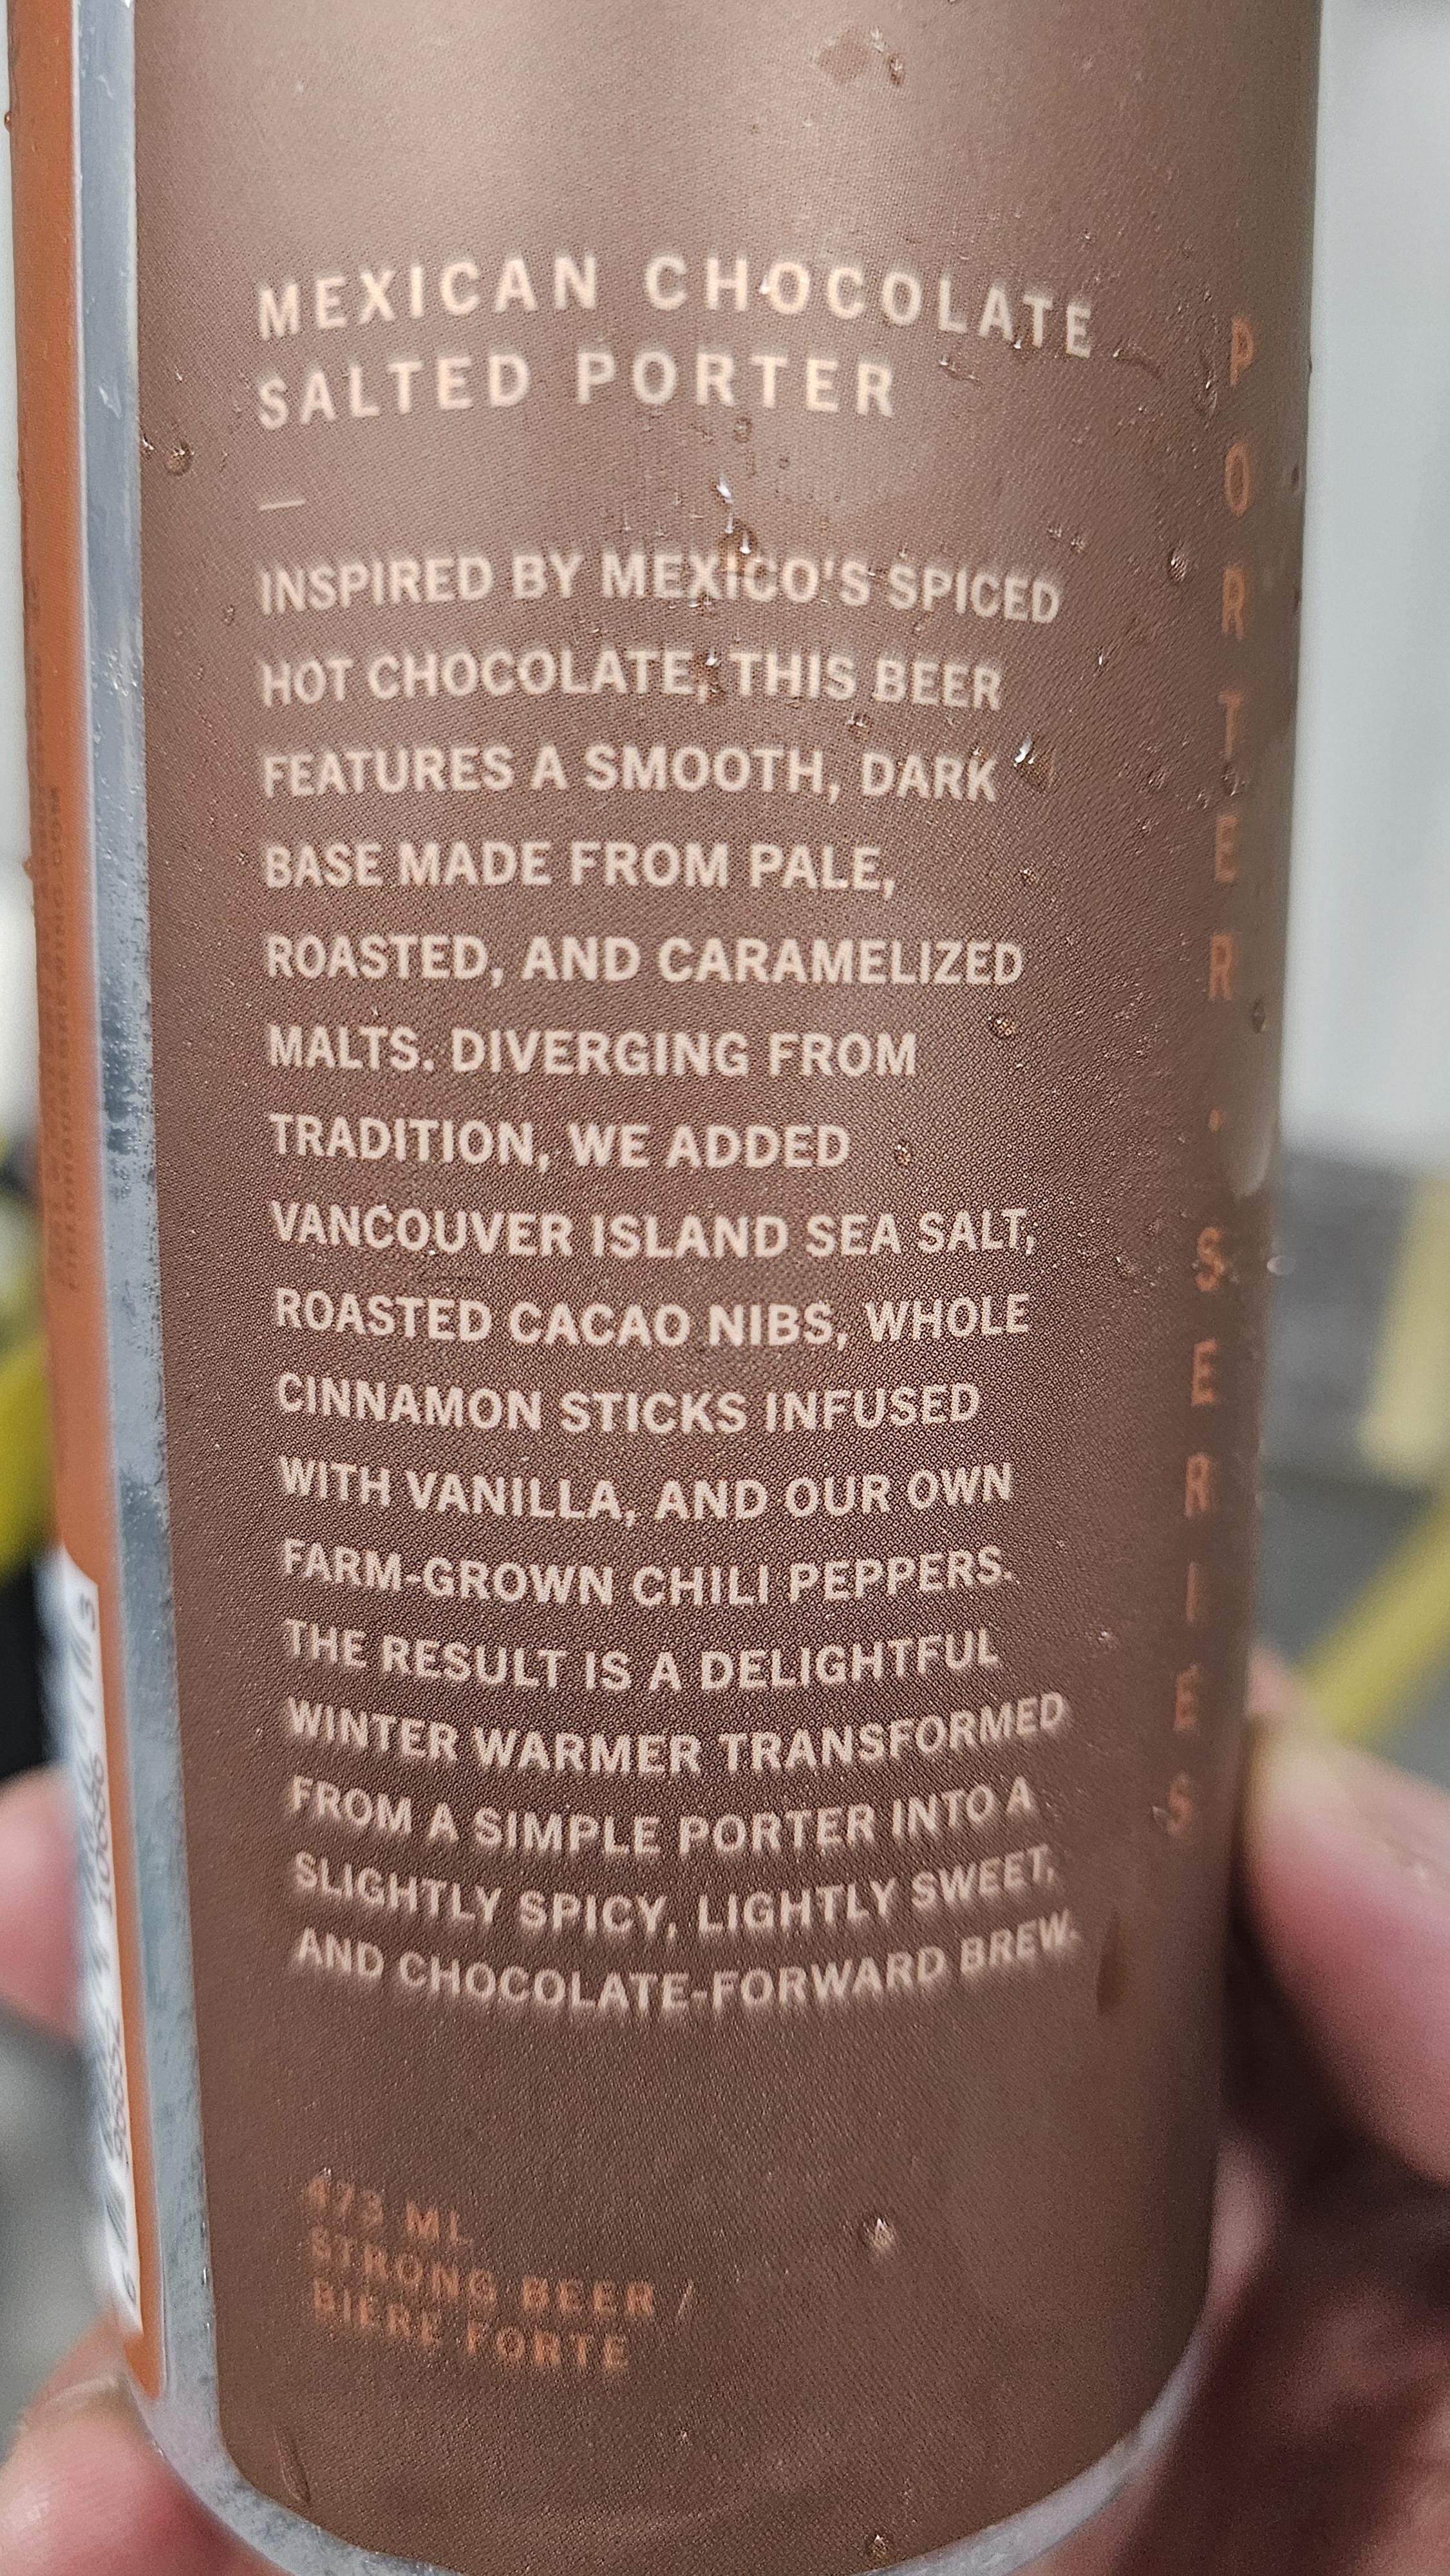 MEXICAN CHOCOLATE
SALTED PORTER
—
INSPIRED BY MEXICO'S SPICED
HOT CHOCOLATE, THIS BEER
FEATURES A SMOOTH, DARK
BASE MADE FROM PALE,
ROASTED, AND CARAMELIZED
MALTS. DIVERGING FROM
TRADITION, WE ADDED
VANCOUVER ISLAND SEA SALT,
ROASTED CACAO NIBS, WHOLE
CINNAMON STICKS INFUSED
WITH VANILLA, AND OUR OWN
FARM-GROWN CHILI PEPPERS.
THE RESULT IS A DELIGHTFUL
WINTER WARMER TRANSFORMED
FROM A SIMPLE PORTER INTO A
SLIGHTLY SPICY, LIGHTLY SWEET,
AND CHOCOLATE-FORWARD BREW.
473 ML
STRONG BEER /
BIÈRE FORTE
PORTER · SERIES